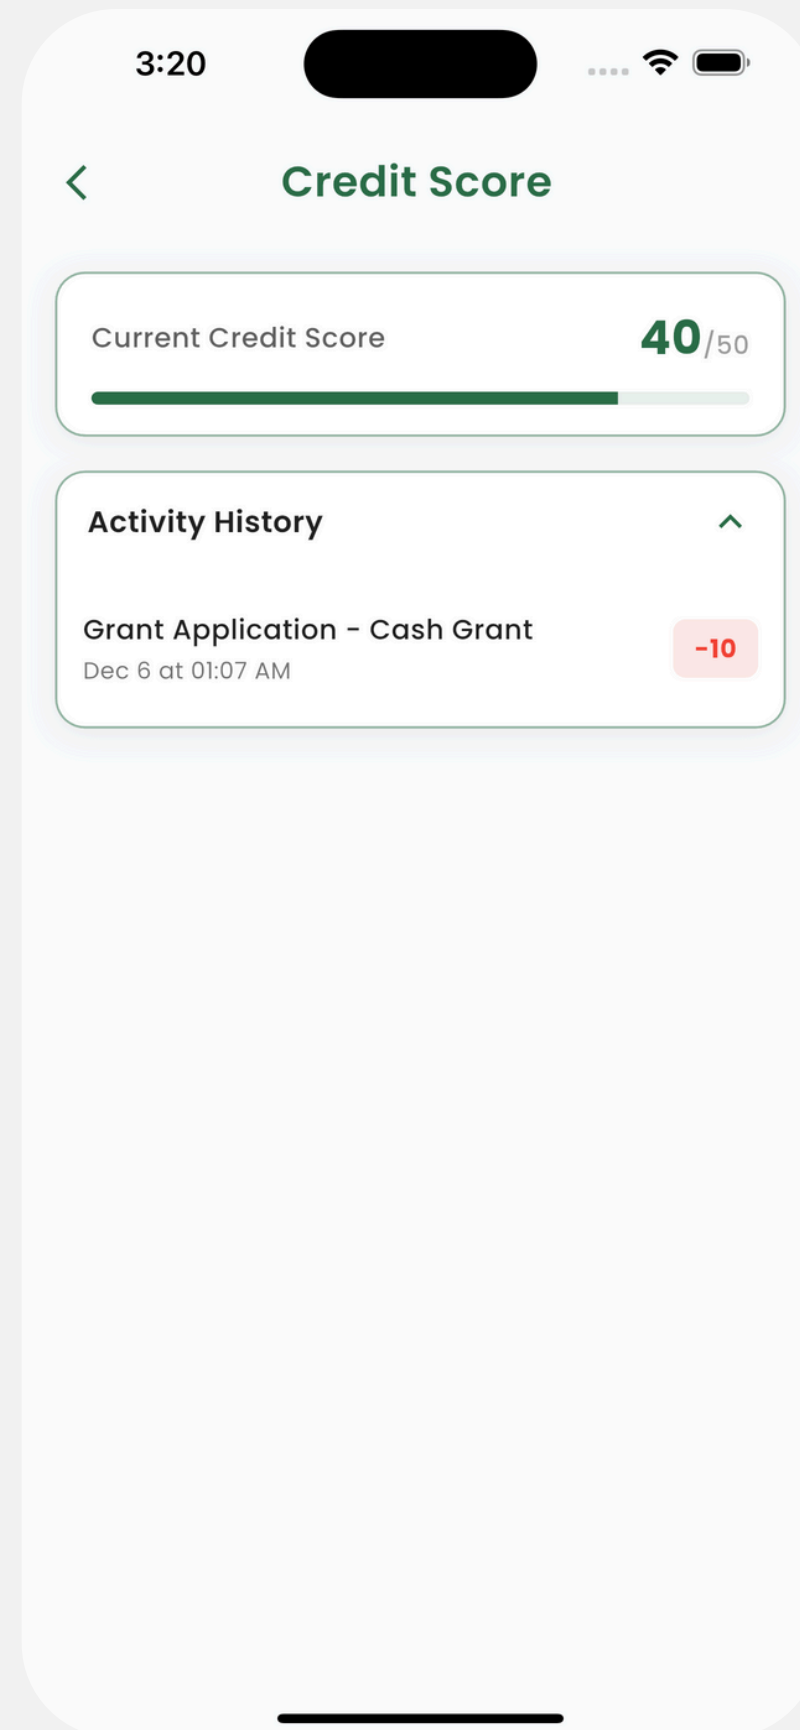 3:20
Credit Score
Current Credit Score 40/50
Activity History
Grant Application - Cash Grant
Dec 6 at 01:07 AM
-10